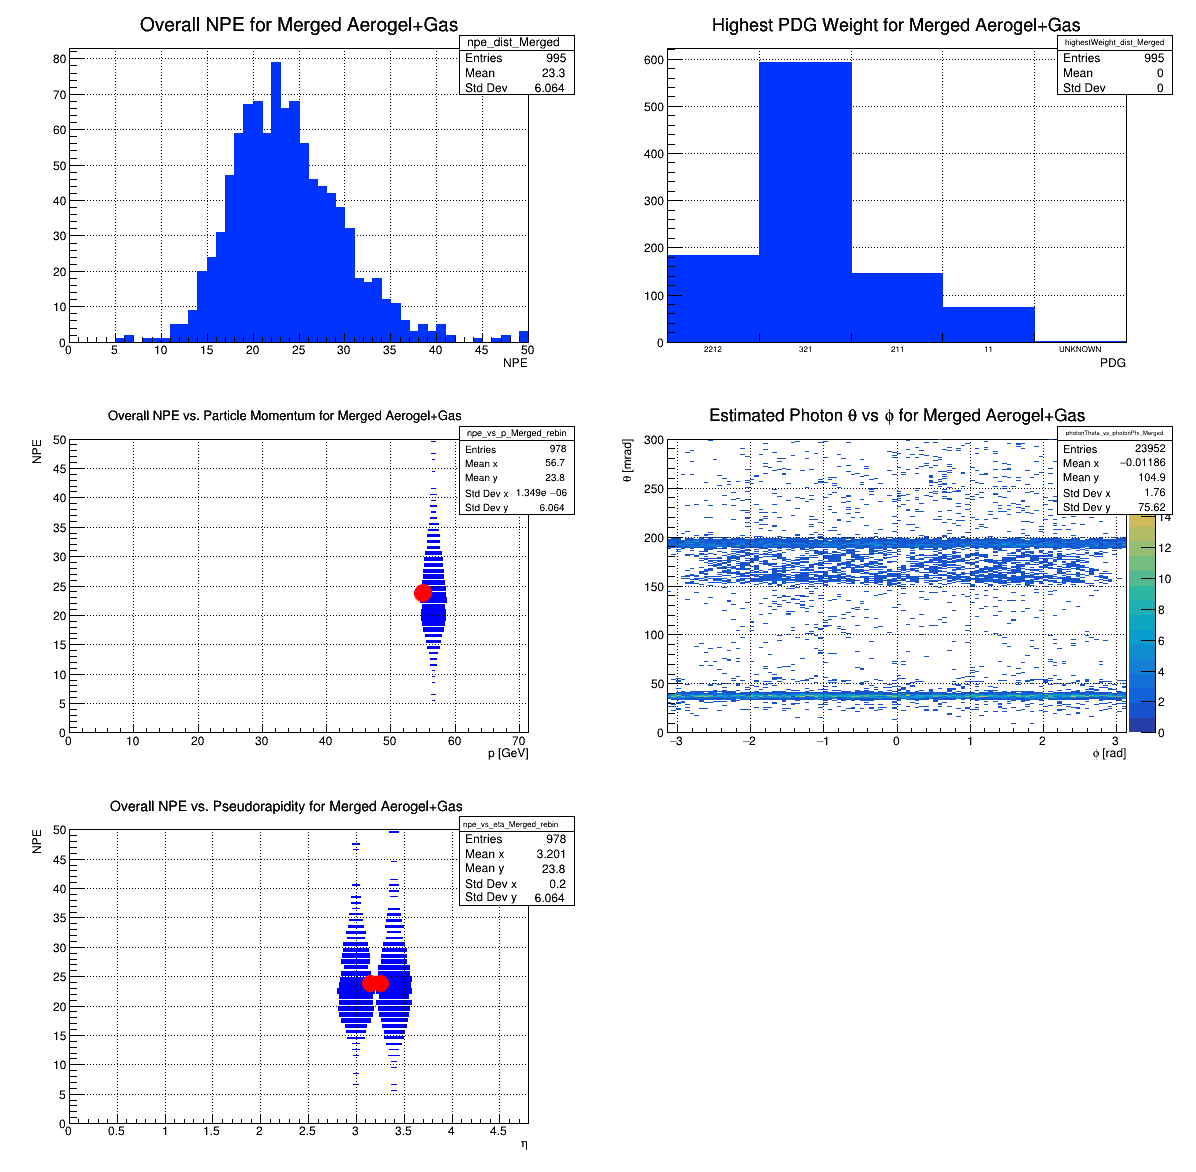 Overall NPE for Merged Aerogel+Gas
npe_dist_Merged
Entries 995
Mean 23.3
Std Dev 6.064
80
70
60
50
40
30
20
10
0
0 5 10 15 20 25 30 35 40 45 50
NPE
Highest PDG Weight for Merged Aerogel+Gas
highestWeight_dist_Merged
Entries 995
Mean 0
Std Dev 0
600
500
400
300
200
100
0
2212 321 211 11 UNKNOWN
PDG
Overall NPE vs. Particle Momentum for Merged Aerogel+Gas
npe_vs_p_Merged_rebin
Entries 978
Mean x 56.7
Mean y 23.8
Std Dev x 1.349e −06
Std Dev y 6.064
NPE
50
45
40
35
30
25
20
15
10
5
0
0 10 20 30 40 50 60 70
p [GeV]
Estimated Photon θ vs ϕ for Merged Aerogel+Gas
photonTheta_vs_photonPhi_Merged
Entries 23952
Mean x −0.01186
Mean y 104.9
Std Dev x 1.76
Std Dev y 75.62
θ [mrad]
300
250
200
150
100
50
0
−3 −2 −1 0 1 2 3
ϕ [rad]
14
12
10
8
6
4
2
0
Overall NPE vs. Pseudorapidity for Merged Aerogel+Gas
npe_vs_eta_Merged_rebin
Entries 978
Mean x 3.201
Mean y 23.8
Std Dev x 0.2
Std Dev y 6.064
NPE
50
45
40
35
30
25
20
15
10
5
0
0 0.5 1 1.5 2 2.5 3 3.5 4 4.5
η